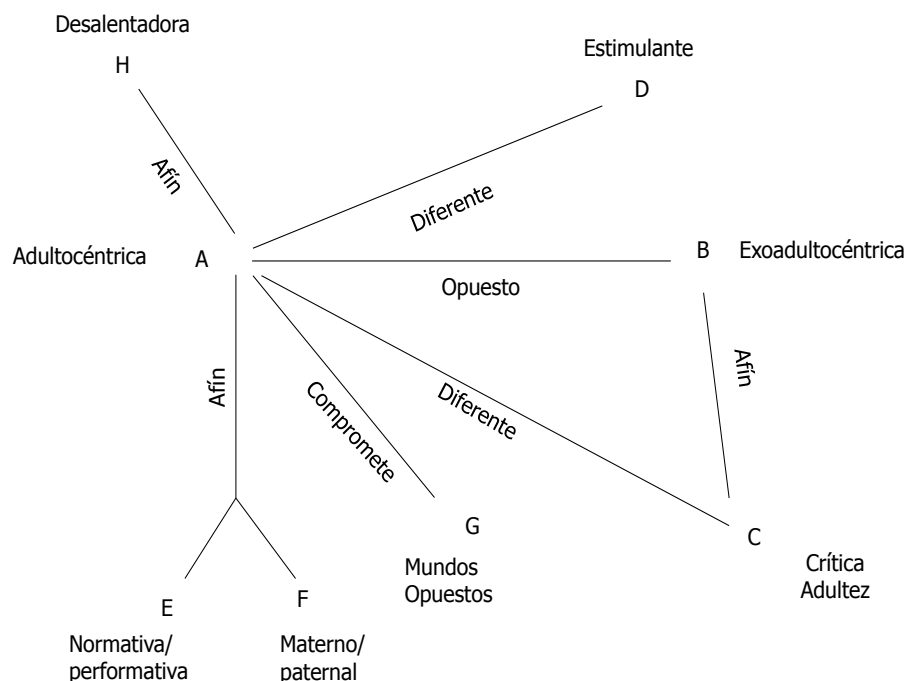 Desalentadora
H
Estimulante
D
Afín
Diferente
Adultocéntrica A
B Exoadultocéntrica
Opuesto
Afín
Afín
Compromete
Diferente
G
Mundos
Opuestos
C
Crítica
Adultez
E
Normativa/
performativa
F
Materno/
paternal